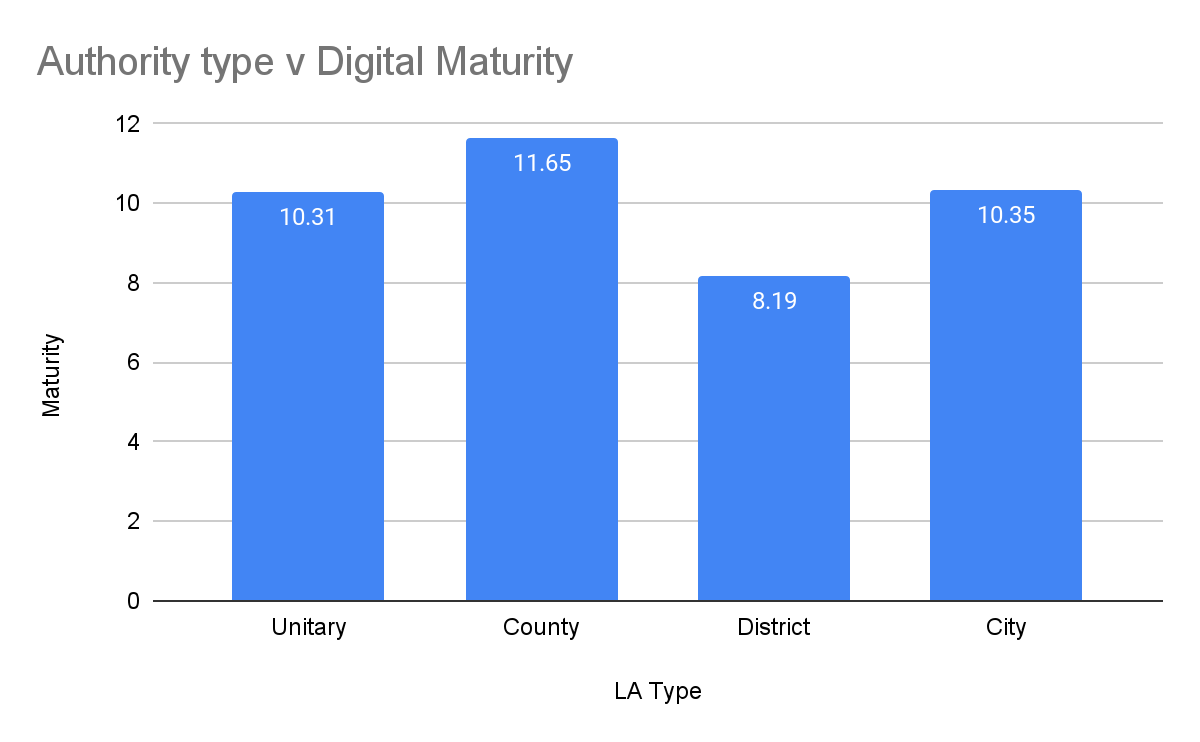 Authority type v Digital Maturity
12
10
8
6
4
2
0
Maturity
10.31
11.65
8.19
10.35
Unitary
County
District
City
LA Type